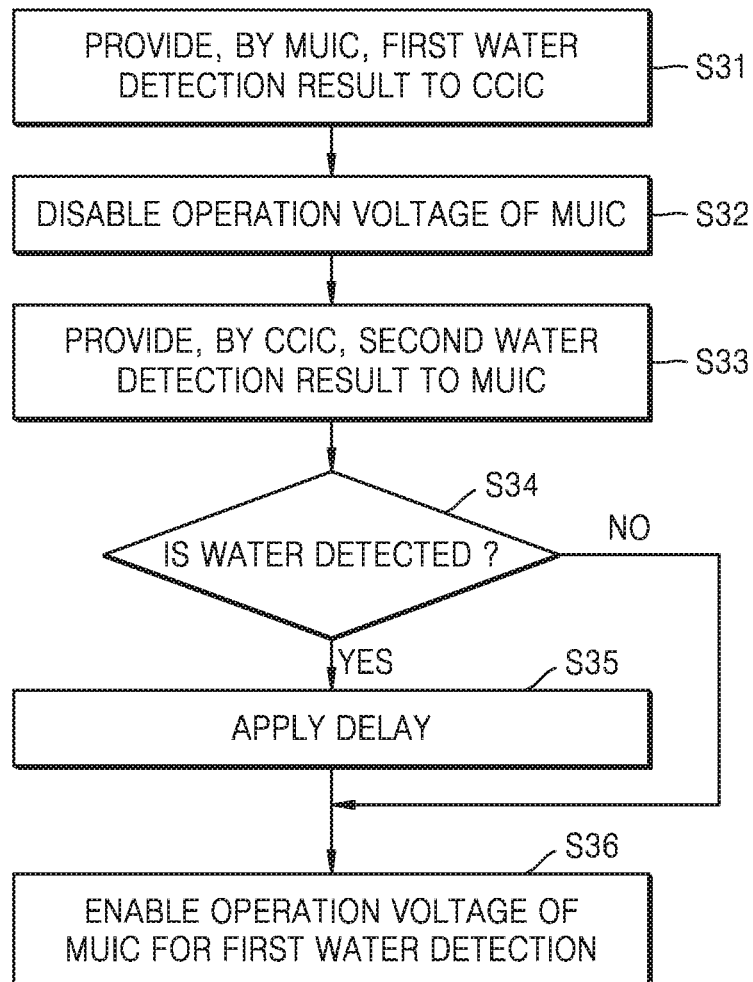 PROVIDE, BY MUIC, FIRST WATER
DETECTION RESULT TO CCIC
S31
DISABLE OPERATION VOLTAGE OF MUIC
S32
PROVIDE, BY CCIC, SECOND WATER
DETECTION RESULT TO MUIC
S33
S34
IS WATER DETECTED ?
NO
YES
S35
APPLY DELAY
S36
ENABLE OPERATION VOLTAGE OF
MUIC FOR FIRST WATER DETECTION